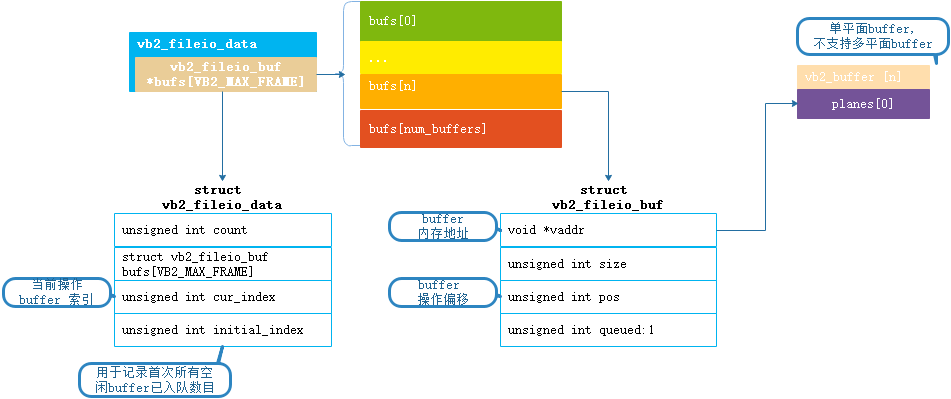 vb2_fileio_data
vb2_fileio_buf
*bufs[VB2_MAX_FRAME]
bufs[0]
...
bufs[n]
bufs[num_buffers]
单平面buffer,
不支持多平面buffer
vb2_buffer [n]
planes[0]
struct
vb2_fileio_data
unsigned int count
struct vb2_fileio_buf
bufs[VB2_MAX_FRAME]
unsigned int cur_index
unsigned int initial_index
当前操作
buffer 索引
用于记录首次所有空
闲buffer已入队数目
struct
vb2_fileio_buf
void *vaddr
unsigned int size
unsigned int pos
unsigned int queued:1
buffer
内存地址
buffer
操作偏移